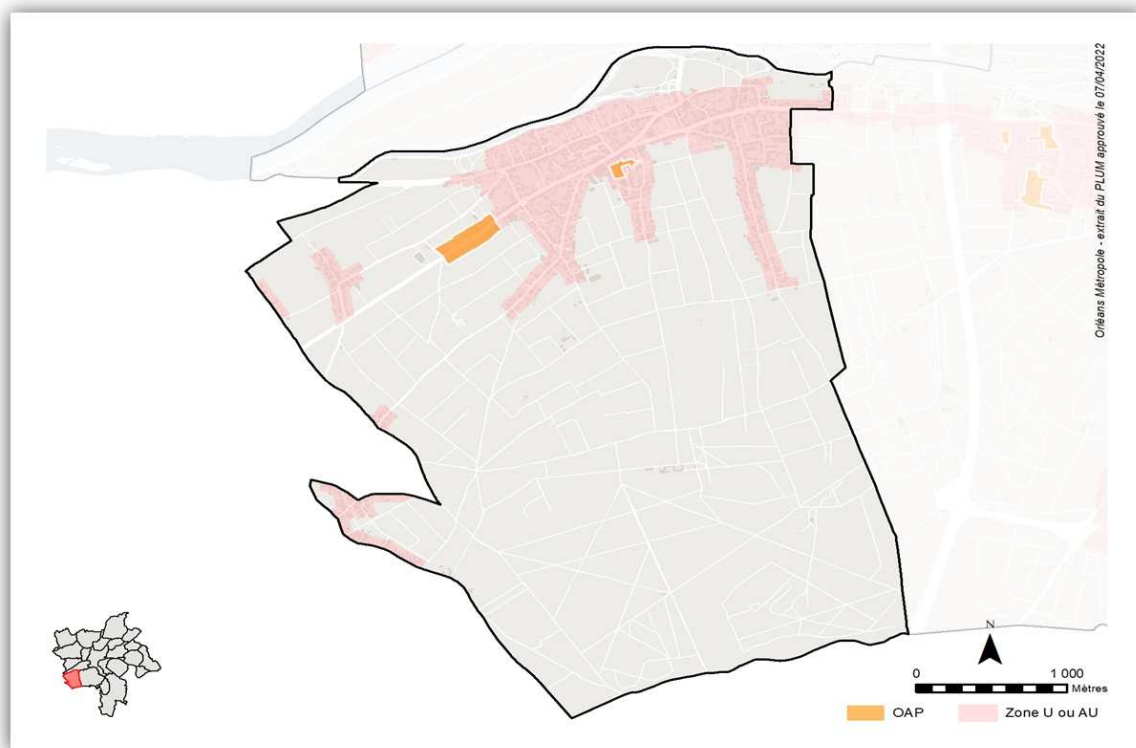 Orléans Métropole - extrait du PLUM approuvé le 07/04/2022
N
0 1 000
Mètres
OAP Zone U ou AU